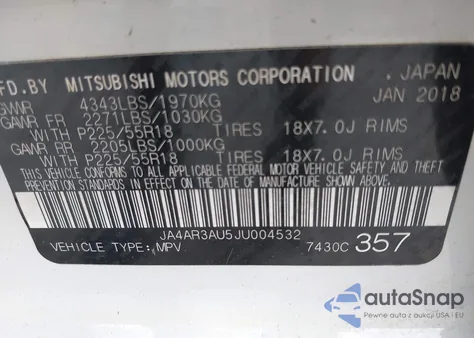 FD.BY MITSUBISHI MOTORS CORPORATION . JAPAN
GVWR 4343LBS/1970KG JAN 2018
GAWR FR 2271LBS/1030KG
WITH P225/55R18 TIRES 18X7.0J RIMS
GAWR RR 2205LBS/1000KG
WITH P225/55R18 TIRES 18X7.0J RIMS
THIS VEHICLE CONFORMS TO ALL APPLICABLE FEDERAL MOTOR VEHICLE SAFETY AND THEFT
PREVENTION STANDARDS IN EFFECT ON THE DATE OF MANUFACTURE SHOWN ABOVE.
JA4AR3AU5JU004532
VEHICLE TYPE: MPV 7430C 357
autoSnap
Pewne auta z USA i EU